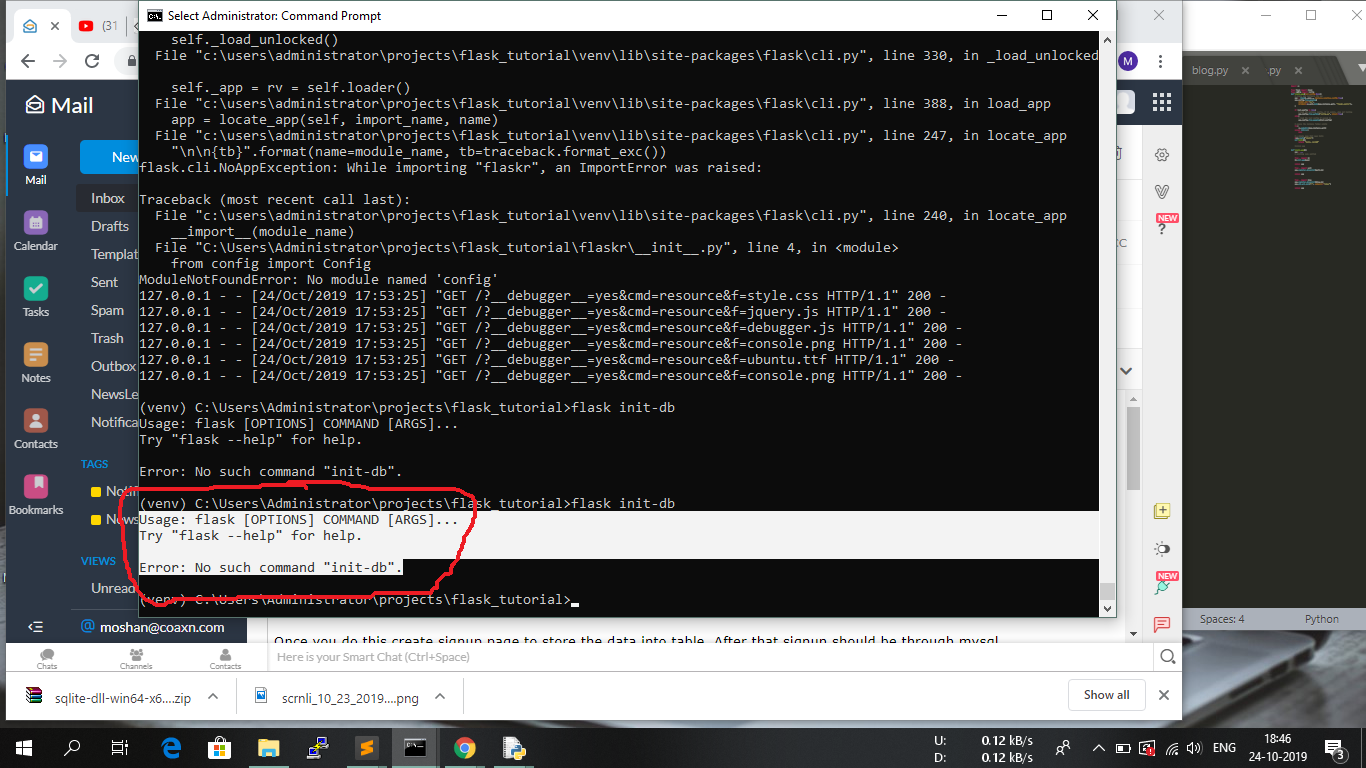 (31
Select Administrator: Command Prompt
self._load_unlocked()
File "c:\users\administrator\projects\flask_tutorial\venv\lib\site-packages\flask\cli.py", line 330, in _load_unlocked
self._app = rv = self.loader()
File "c:\users\administrator\projects\flask_tutorial\venv\lib\site-packages\flask\cli.py", line 388, in load_app
app = locate_app(self, import_name, name)
File "c:\users\administrator\projects\flask_tutorial\venv\lib\site-packages\flask\cli.py", line 247, in locate_app
"\n\n{tb}".format(name=module_name, tb=traceback.format_exc())
flask.cli.NoAppException: While importing "flaskr", an ImportError was raised:
Traceback (most recent call last):
File "c:\users\administrator\projects\flask_tutorial\venv\lib\site-packages\flask\cli.py", line 240, in locate_app
__import__(module_name)
File "C:\Users\Administrator\projects\flask_tutorial\flaskr\__init__.py", line 4, in <module>
from config import Config
ModuleNotFoundError: No module named 'config'
127.0.0.1 - - [24/Oct/2019 17:53:25] "GET /?__debugger__=yes&cmd=resource&f=style.css HTTP/1.1" 200 -
127.0.0.1 - - [24/Oct/2019 17:53:25] "GET /?__debugger__=yes&cmd=resource&f=jquery.js HTTP/1.1" 200 -
127.0.0.1 - - [24/Oct/2019 17:53:25] "GET /?__debugger__=yes&cmd=resource&f=debugger.js HTTP/1.1" 200 -
127.0.0.1 - - [24/Oct/2019 17:53:25] "GET /?__debugger__=yes&cmd=resource&f=console.png HTTP/1.1" 200 -
127.0.0.1 - - [24/Oct/2019 17:53:25] "GET /?__debugger__=yes&cmd=resource&f=ubuntu.ttf HTTP/1.1" 200 -
127.0.0.1 - - [24/Oct/2019 17:53:25] "GET /?__debugger__=yes&cmd=resource&f=console.png HTTP/1.1" 200 -
(venv) C:\Users\Administrator\projects\flask_tutorial>flask init-db
Usage: flask [OPTIONS] COMMAND [ARGS]...
Try "flask --help" for help.
Error: No such command "init-db".
(venv) C:\Users\Administrator\projects\flask_tutorial>flask init-db
Usage: flask [OPTIONS] COMMAND [ARGS]...
Try "flask --help" for help.
Error: No such command "init-db".
(venv) C:\Users\Administrator\projects\flask_tutorial>
Mail
Mail
Calendar
Tasks
Notes
Contacts
Bookmarks
New
Inbox
Drafts
Templat
Sent
Spam
Trash
Outbox
NewsLe
Notifica
TAGS
Notifi
News
VIEWS
Unread
moshan@coaxn.com
Chats
Channels
Contacts
Once you do this create signup page to store the data into table. After that signup should be through mysql
Here is your Smart Chat (Ctrl+Space)
M
NEW
CC
NEW
blog.py
.py
Spaces: 4
Python
sqlite-dll-win64-x6....zip
scrnli_10_23_2019....png
Show all
U: 0.12 kB/s
D: 0.12 kB/s
ENG
18:46
24-10-2019
3